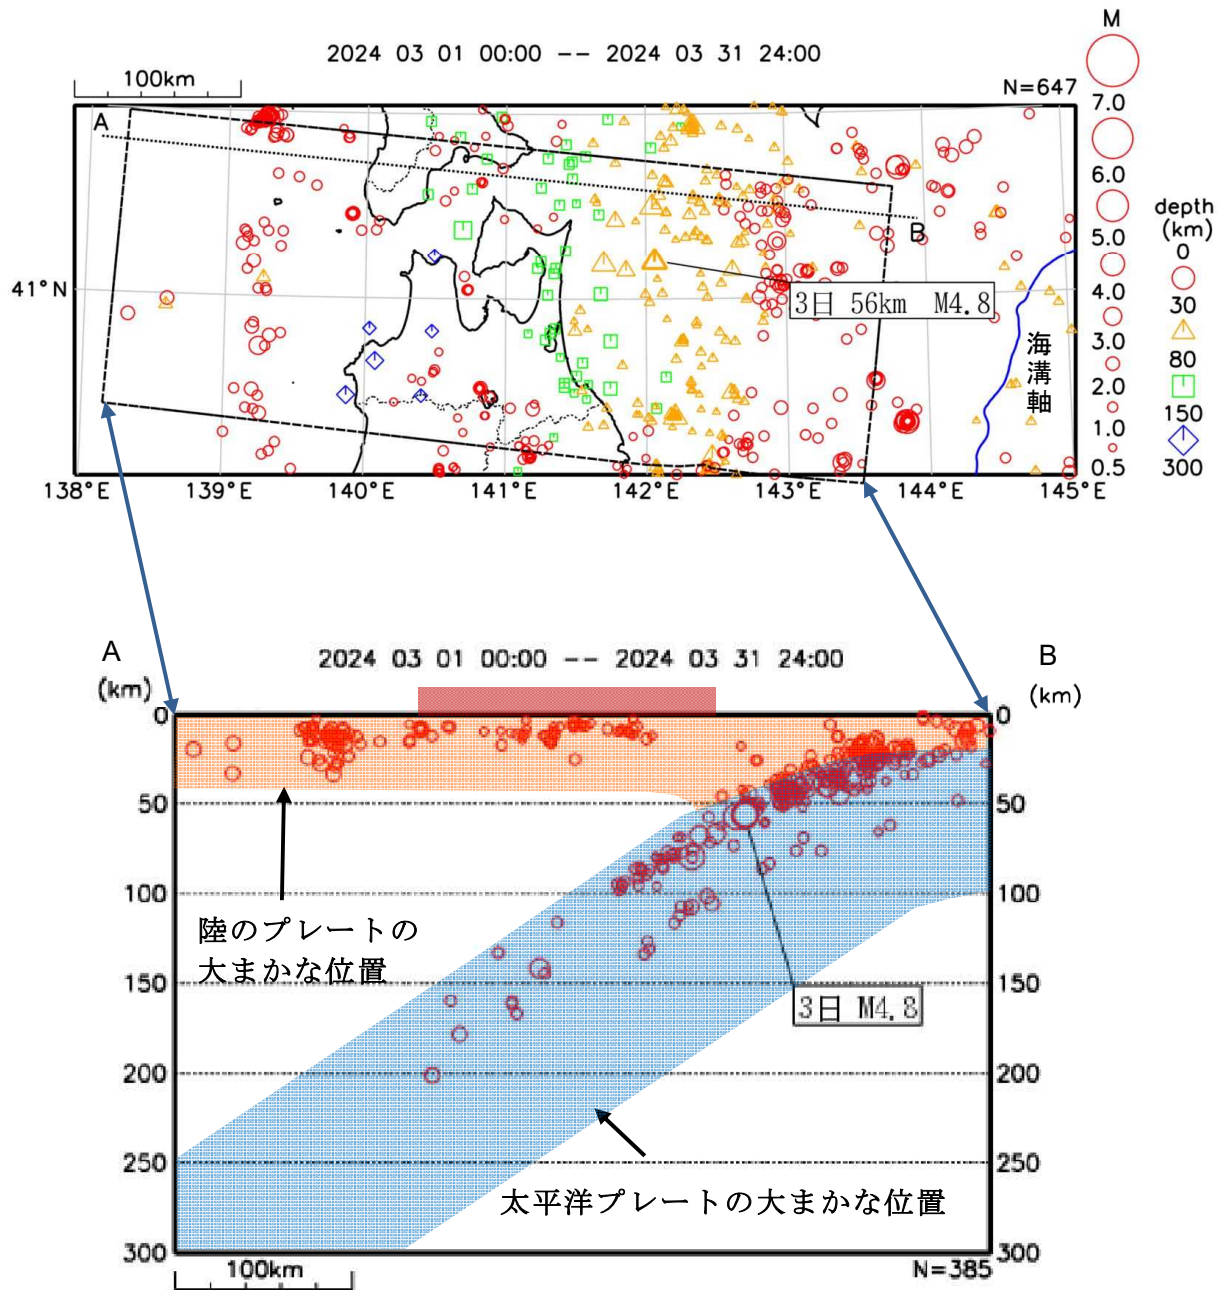 M
2024 03 01 00:00 -- 2024 03 31 24:00
100km
N=647
7.0
6.0
5.0
4.0
3.0
2.0
1.0
0.5
depth
(km)
0
30
80
150
300
A
B
41°N
3日 56km M4.8
海溝軸
138°E
139°E
140°E
141°E
142°E
143°E
144°E
145°E
A
2024 03 01 00:00 -- 2024 03 31 24:00
B
(km)
(km)
0
0
50
50
100
100
陸のプレートの
大まかな位置
150
150
3日 M4.8
200
200
250
250
太平洋プレートの大まかな位置
300
300
100km
N=385